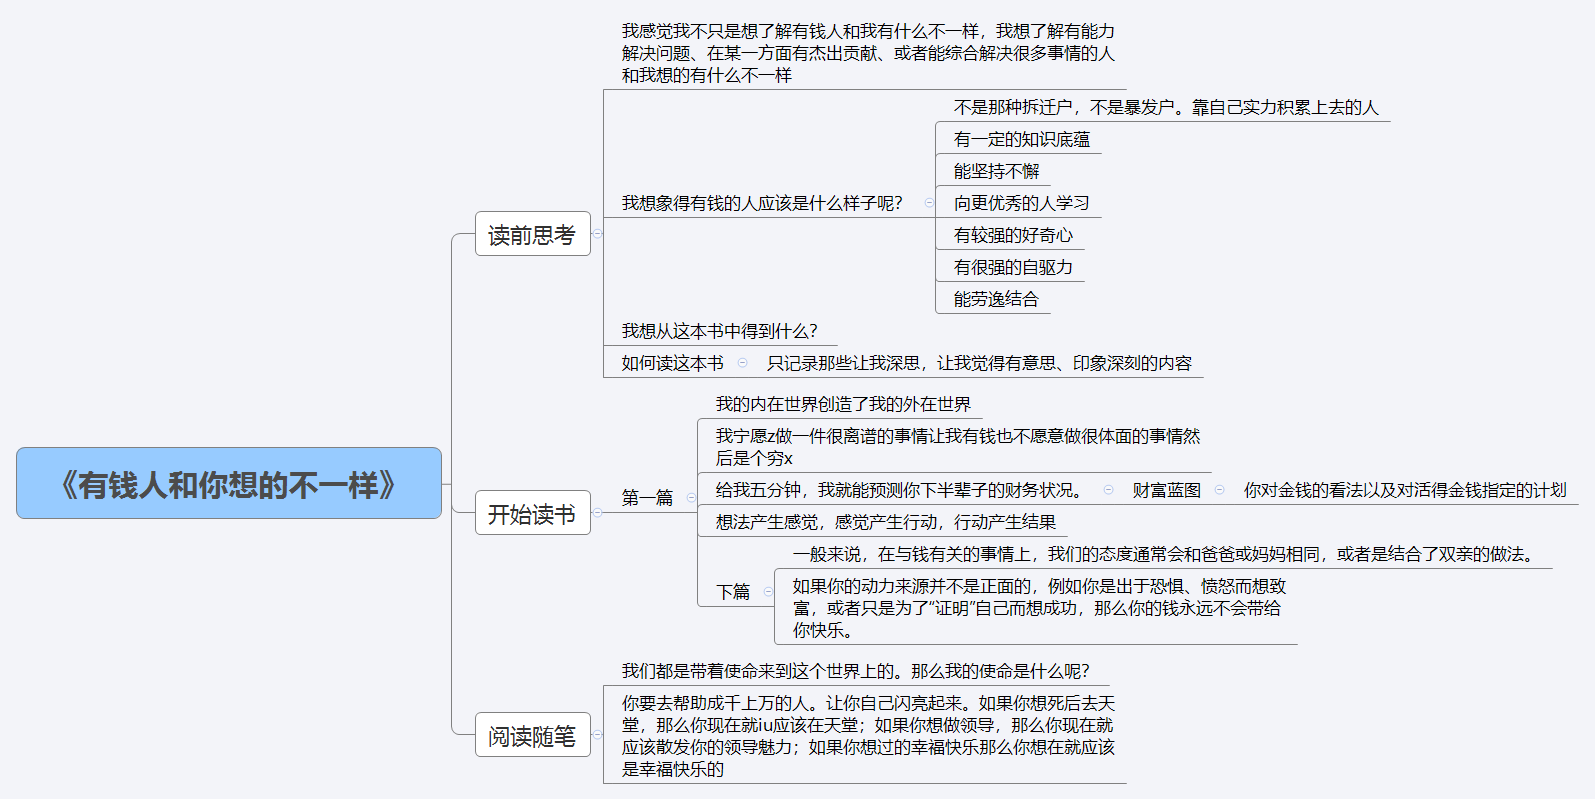 《有钱人和你想的不一样》
读前思考
我感觉我不只是想了解有钱人和我有什么不一样，我想了解有能力
解决问题、在某一方面有杰出贡献、或者能综合解决很多事情的人
和我想的有什么不一样
我想象得有钱的人应该是什么样子呢？
不是那种拆迁户，不是暴发户。靠自己实力积累上去的人
有一定的知识底蕴
能坚持不懈
向更优秀的人学习
有较强的好奇心
有很强的自驱力
能劳逸结合
我想从这本书中得到什么？
如何读这本书
只记录那些让我深思，让我觉得有意思、印象深刻的内容
开始读书
第一篇
我的内在世界创造了我的外在世界
我宁愿z做一件很离谱的事情让我有钱也不愿意做很体面的事情然
后是个穷x
给我五分钟，我就能预测你下半辈子的财务状况。
财富蓝图
你对金钱的看法以及对活得金钱指定的计划
想法产生感觉，感觉产生行动，行动产生结果
下篇
一般来说，在与钱有关的事情上，我们的态度通常会和爸爸或妈妈相同，或者是结合了双亲的做法。
如果你的动力来源并不是正面的，例如你是出于恐惧、愤怒而想致
富，或者只是为了“证明”自己而想成功，那么你的钱永远不会带给
你快乐。
阅读随笔
我们都是带着使命来到这个世界上的。那么我的使命是什么呢？
你要去帮助成千上万的人。让你自己闪亮起来。如果你想死后去天
堂，那么你现在就iu应该在天堂；如果你想做领导，那么你现在就
应该散发你的领导魅力；如果你想过的幸福快乐那么你想在就应该
是幸福快乐的